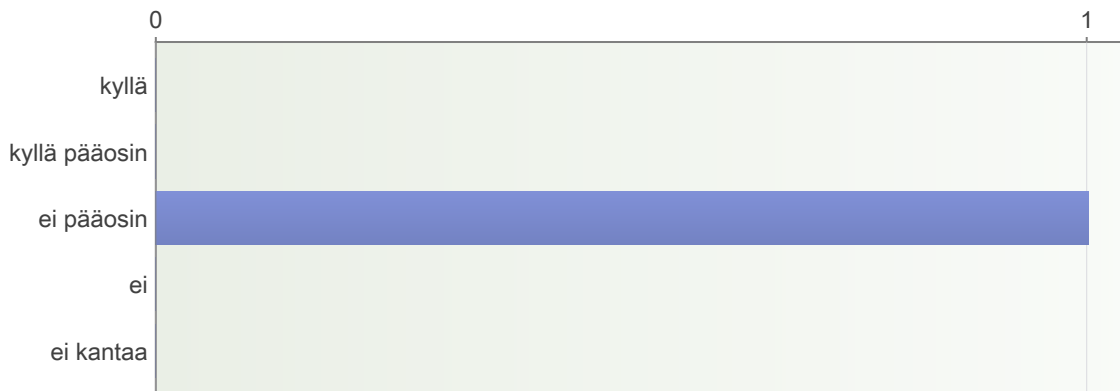 0 1
kyllä
kyllä pääosin
ei pääosin
ei
ei kantaa